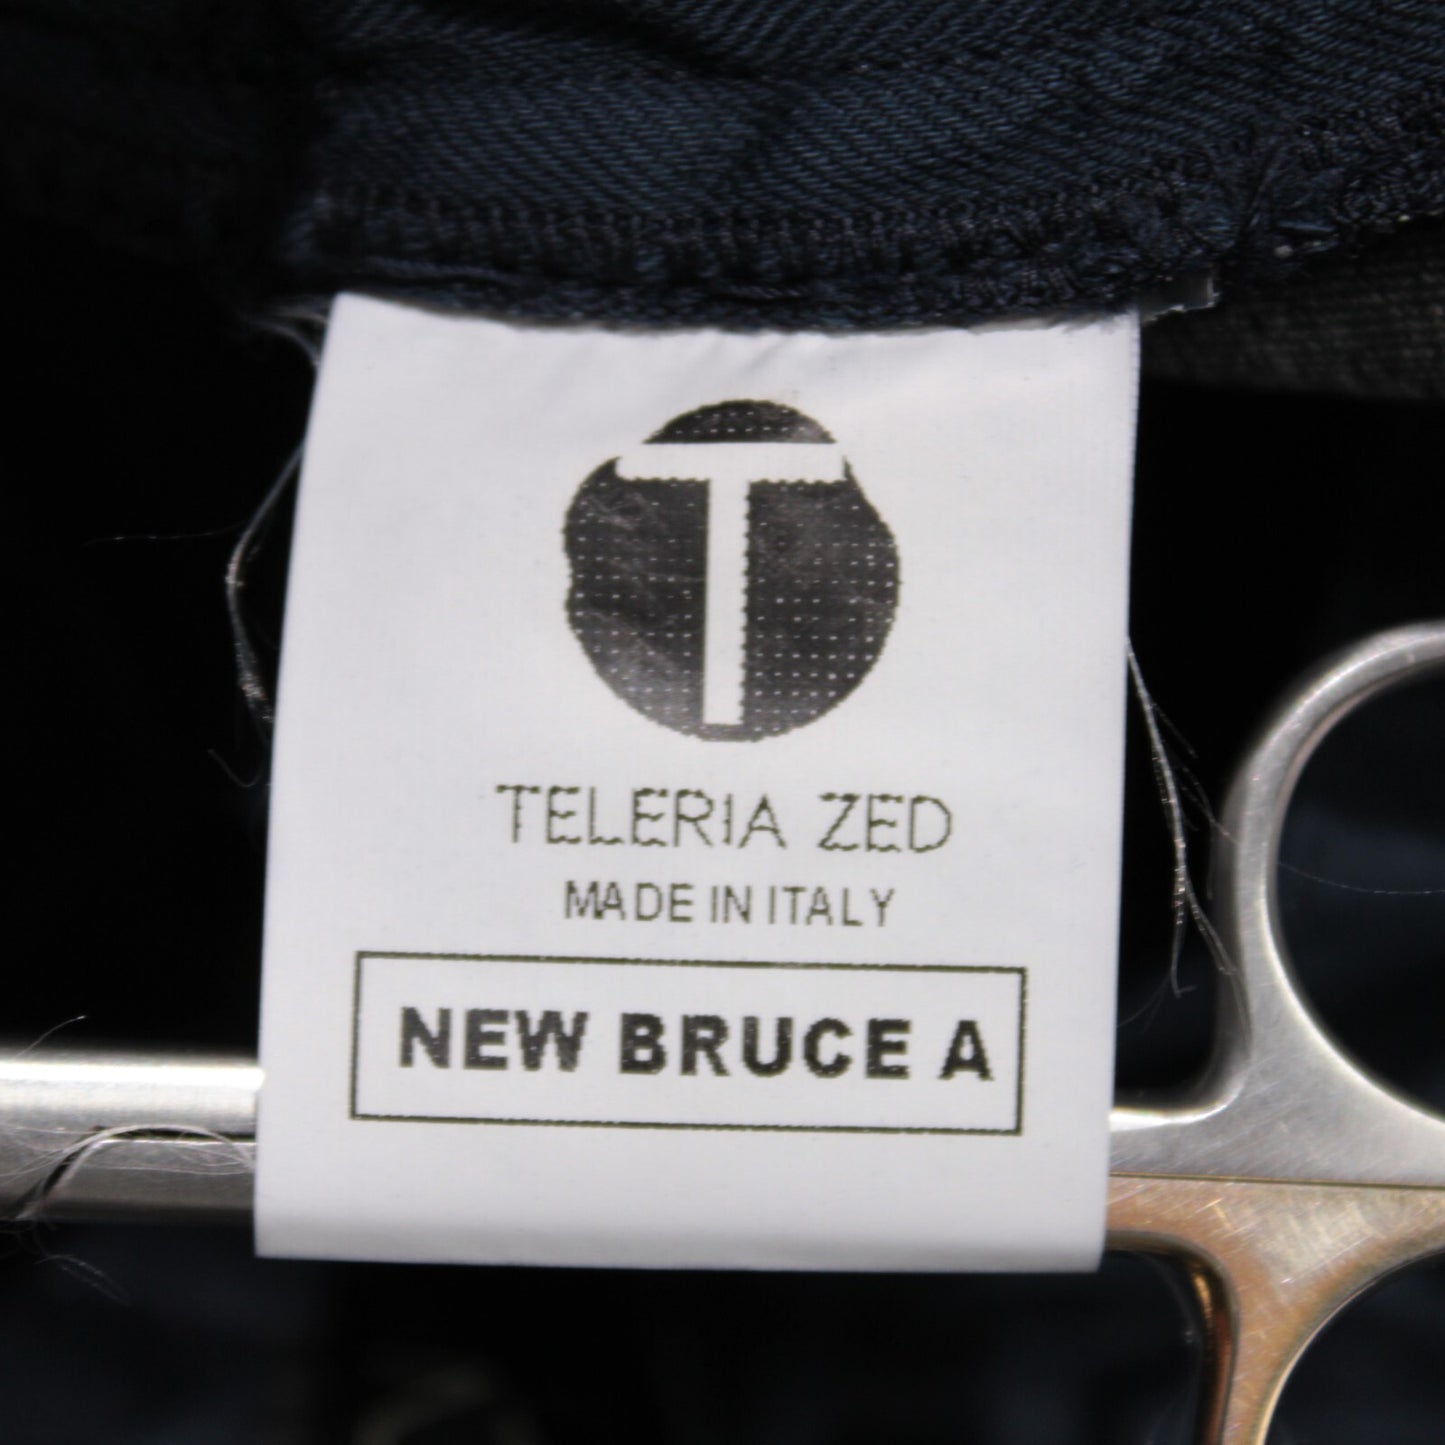 T
TELERIA ZED
MADE IN ITALY
NEW BRUCE A